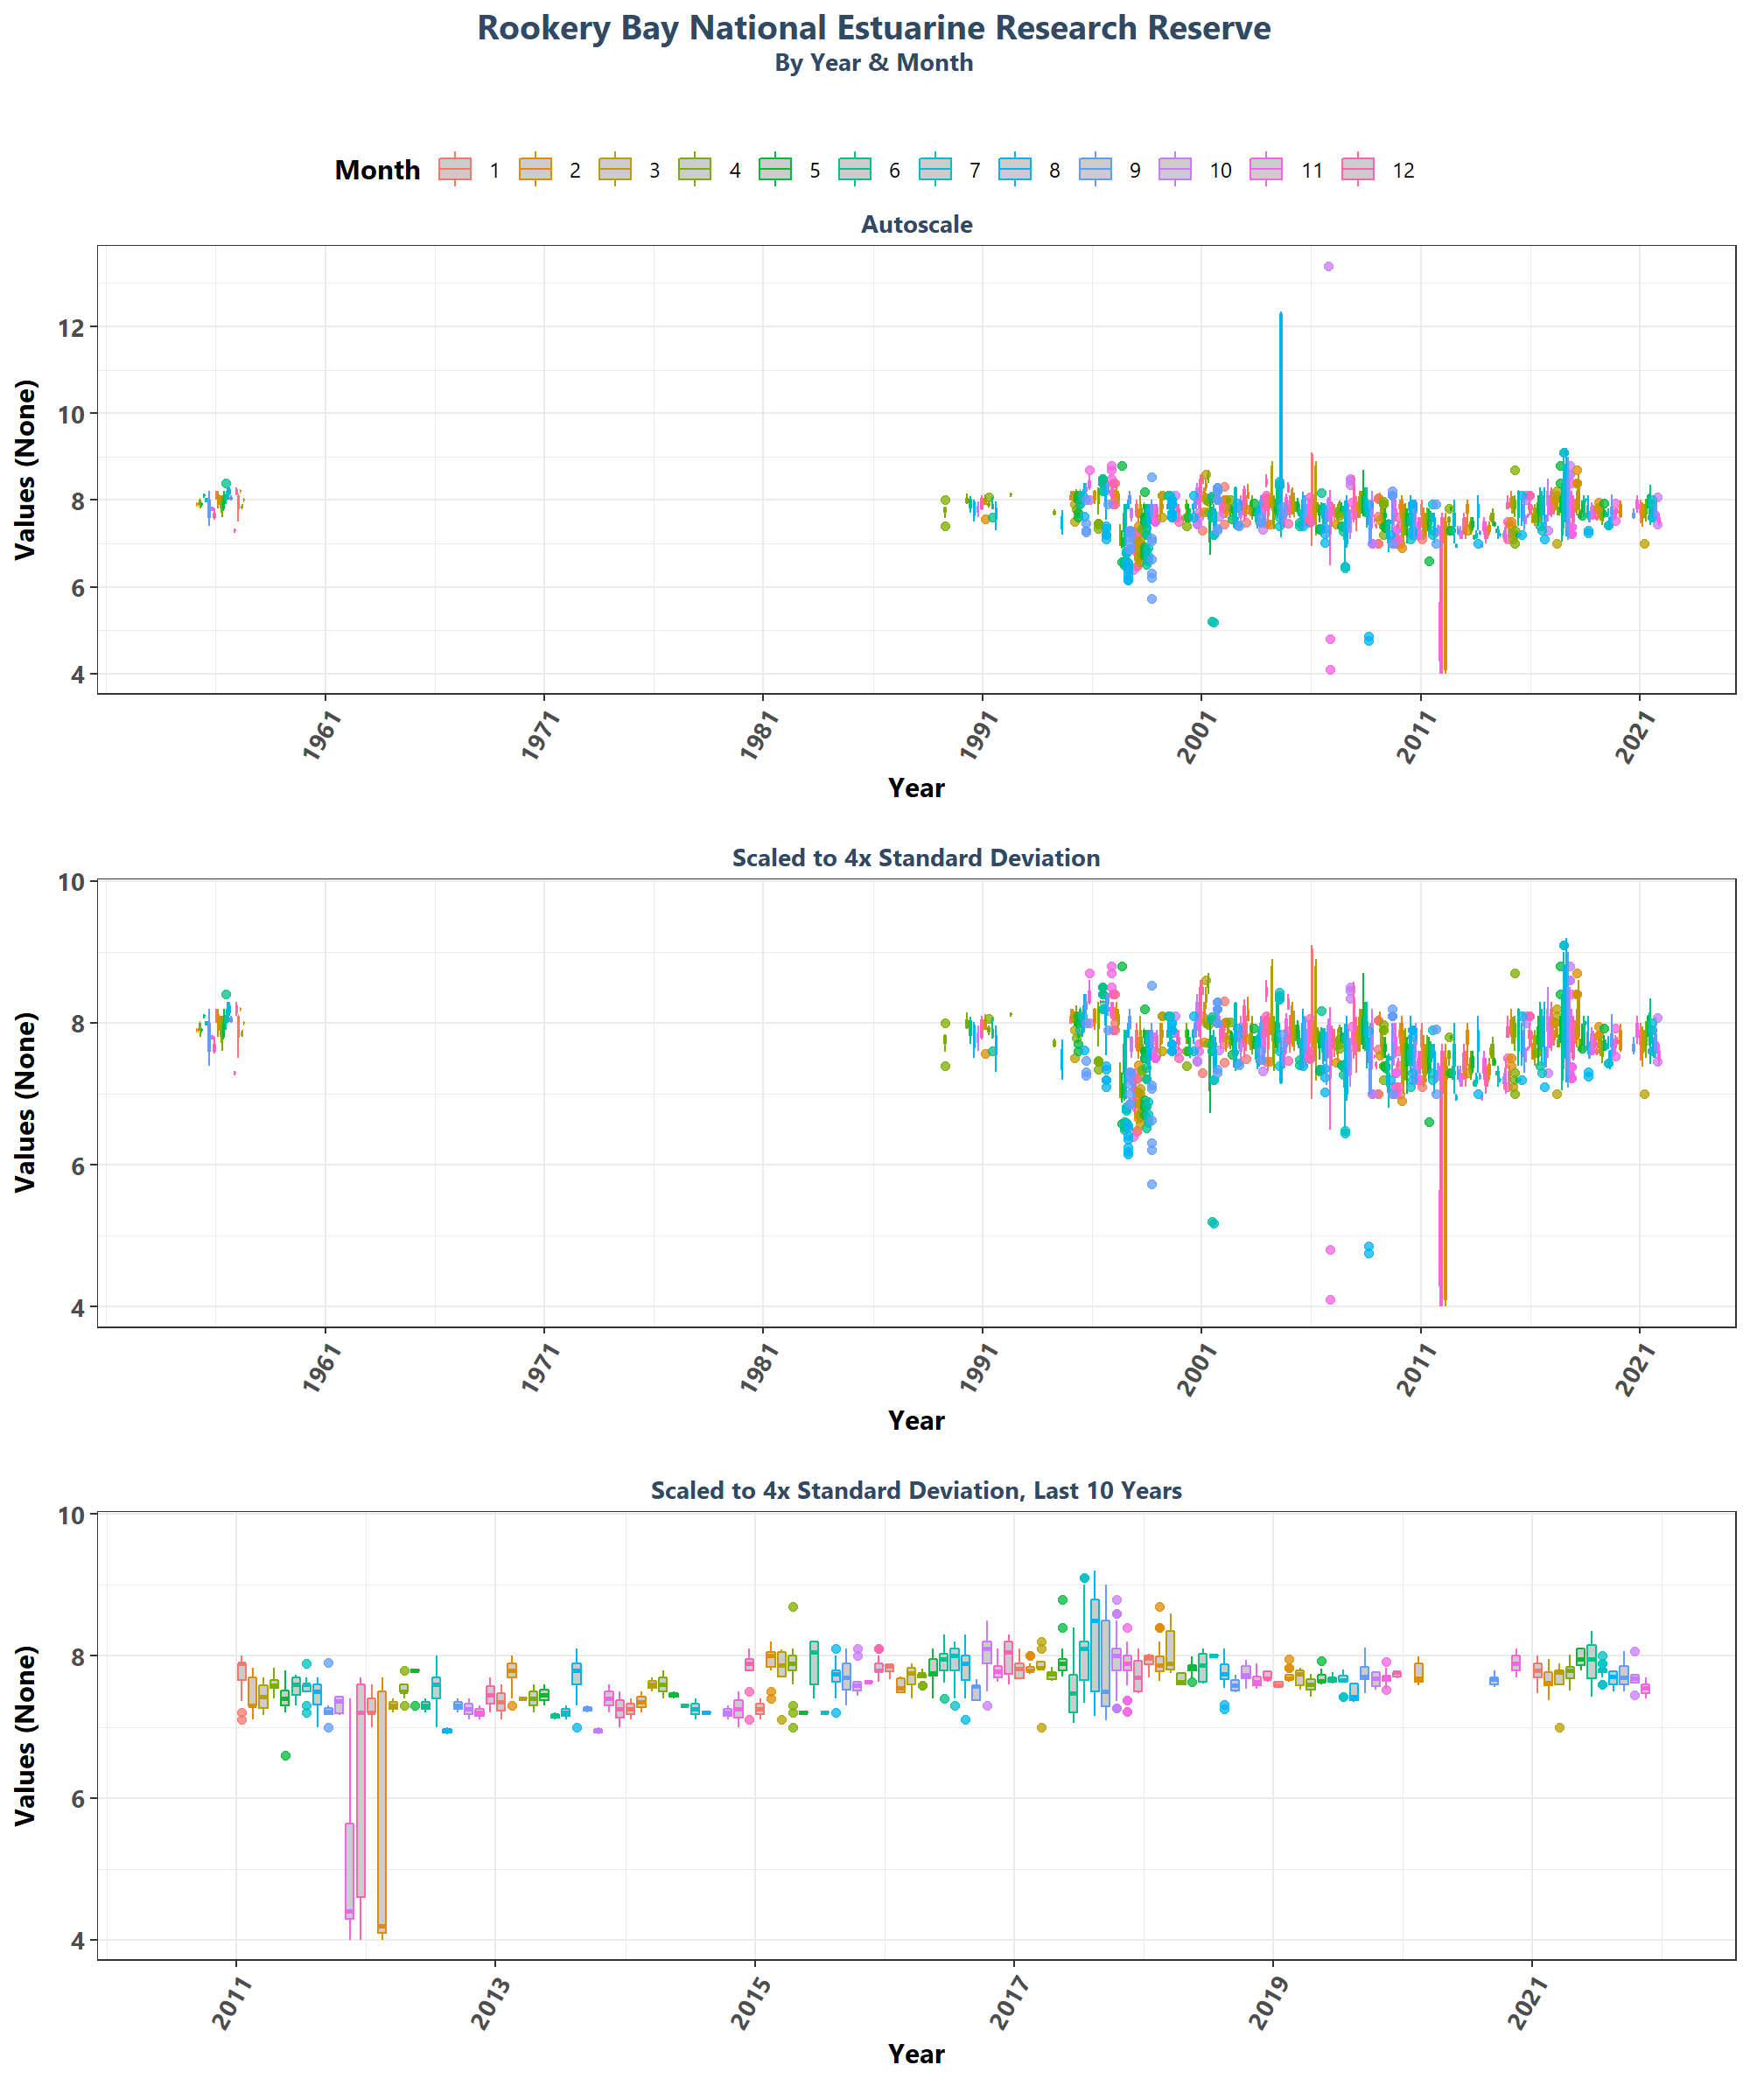 Rookery Bay National Estuarine Research Reserve
By Year & Month
Month 1 2 3 4 5 6 7 8 9 10 11 12
Autoscale
Values (None)
12
10
8
6
4
1961 1971 1981 1991 2001 2011 2021
Year
Scaled to 4x Standard Deviation
Values (None)
10
8
6
4
1961 1971 1981 1991 2001 2011 2021
Year
Scaled to 4x Standard Deviation, Last 10 Years
Values (None)
10
8
6
4
2011 2013 2015 2017 2019 2021
Year